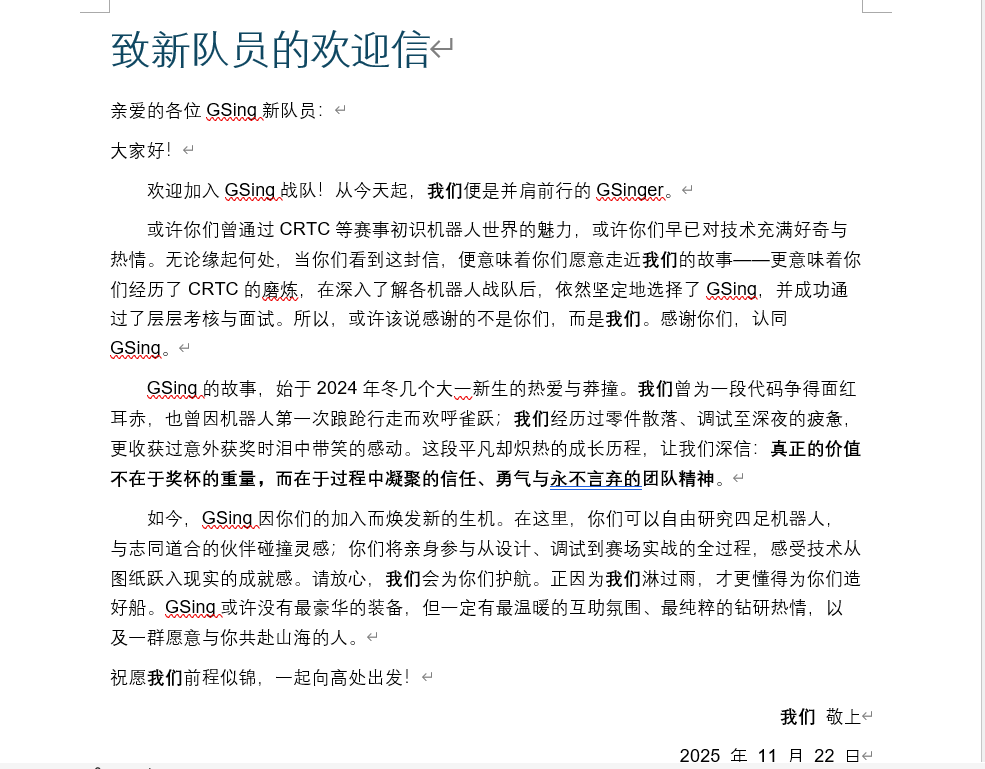 致新队员的欢迎信
亲爱的各位 GSing 新队员：
大家好！
欢迎加入 GSing 战队！从今天起，我们便是并肩前行的 GSinger。
或许你们曾通过 CRTC 等赛事初识机器人世界的魅力，或许你们早已对技术充满好奇与
热情。无论缘起何处，当你们看到这封信，便意味着你们愿意走近我们的故事——更意味着你
们经历了 CRTC 的磨炼，在深入了解各机器人战队后，依然坚定地选择了 GSing，并成功通
过了层层考核与面试。所以，或许该说感谢的不是你们，而是我们。感谢你们，认同
GSing。
GSing 的故事，始于 2024 年冬几个大一新生的热爱与莽撞。我们曾为一段代码争得面红
耳赤，也曾因机器人第一次踉跄行走而欢呼雀跃；我们经历过零件散落、调试至深夜的疲惫，
更收获过意外获奖时泪中带笑的感动。这段平凡却炽热的成长历程，让我们深信：真正的价值
不在于奖杯的重量，而在于过程中凝聚的信任、勇气与永不言弃的团队精神。
如今，GSing 因你们的加入而焕发新的生机。在这里，你们可以自由研究四足机器人，
与志同道合的伙伴碰撞灵感；你们将亲身参与从设计、调试到赛场实战的全过程，感受技术从
图纸跃入现实的成就感。请放心，我们会为你们护航。正因为我们淋过雨，才更懂得为你们造
好船。GSing 或许没有最豪华的装备，但一定有最温暖的互助氛围、最纯粹的钻研热情，以
及一群愿意与你共赴山海的人。
祝愿我们前程似锦，一起向高处出发！
我们 敬上
2025 年 11 月 22 日